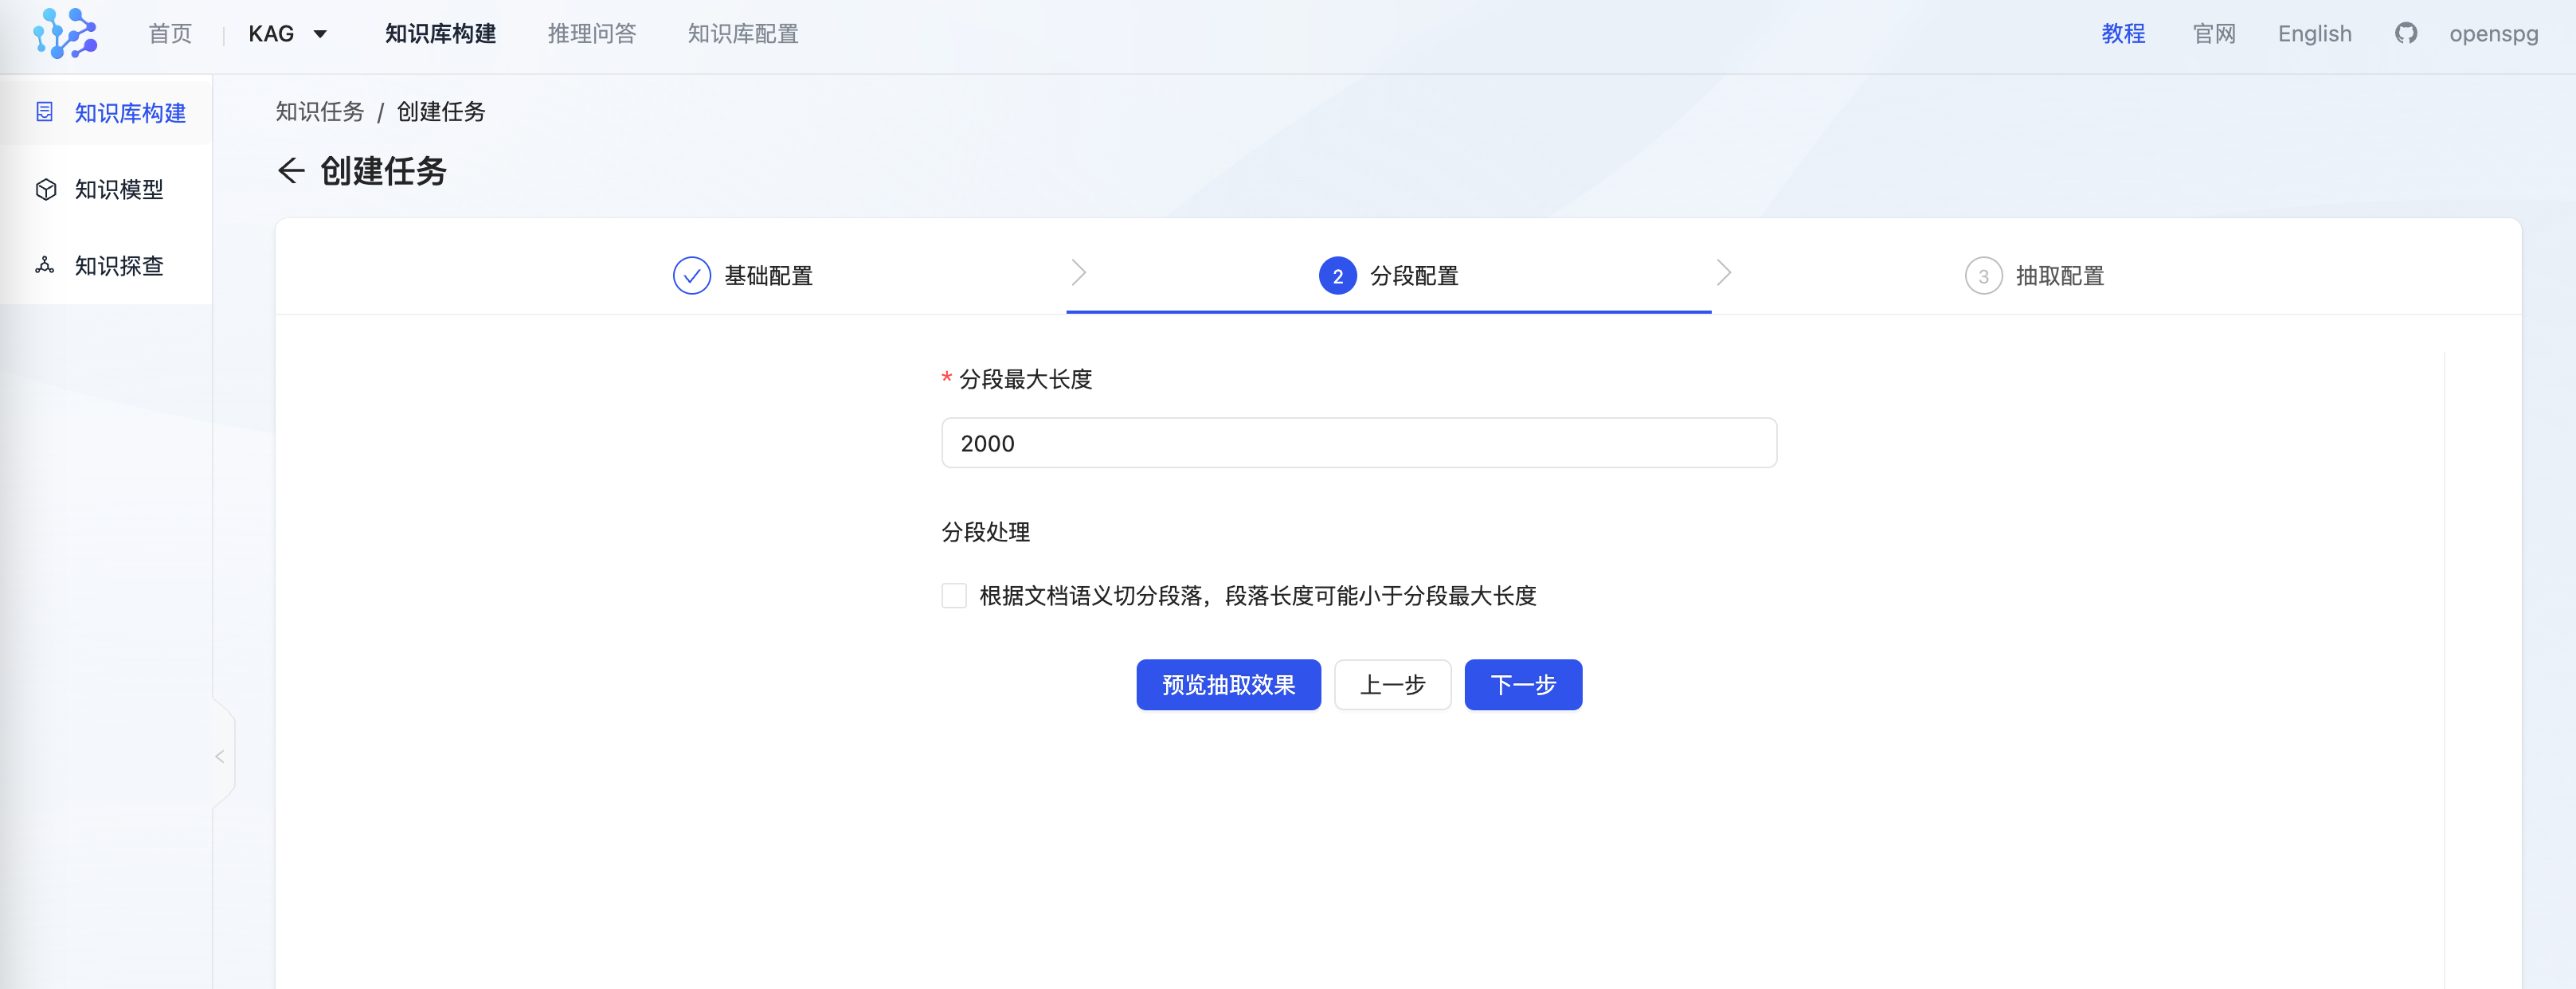 首页 | KAG 知识库构建 推理问答 知识库配置 教程 官网 English openspg
知识库构建
知识模型
知识探查
知识任务 / 创建任务
创建任务
基础配置 2 分段配置 3 抽取配置
* 分段最大长度
2000
分段处理
根据文档语义切分段落，段落长度可能小于分段最大长度
预览抽取效果 上一步 下一步